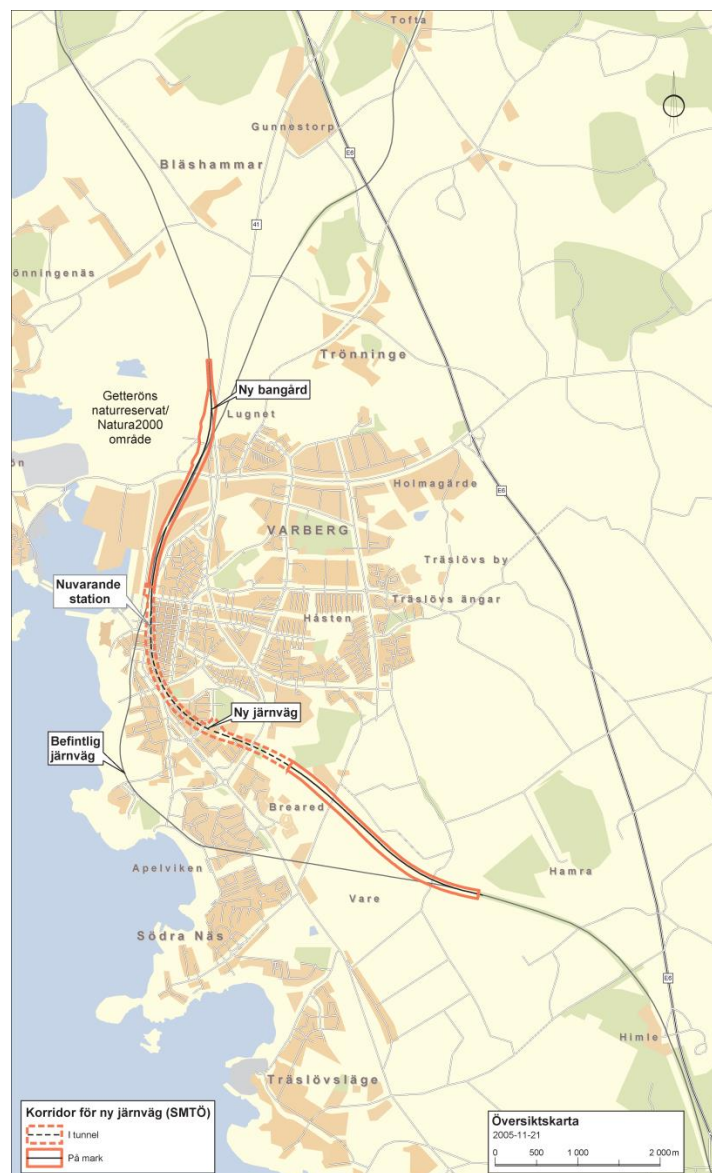 Tofta
Gunnestorp
E6
Bläshammar
41
önningenäs
Trönninge
Getteröns
naturreservat/
Natura2000
område
Ny bangård
Lugnet
ön
Holmagärde
E6
VARBERG
Träslövs by
Nuvarande
station
Träslövs ängar
Håsten
Ny järnväg
Befintlig
järnväg
Breared
Apelviken
Hamra
Vare
Södra Näs
E6
Himle
Träslövsläge
Korridor för ny järnväg (SMTÖ)
I tunnel
På mark
Översiktskarta
2005-11-21
0 500 1 000 2 000m